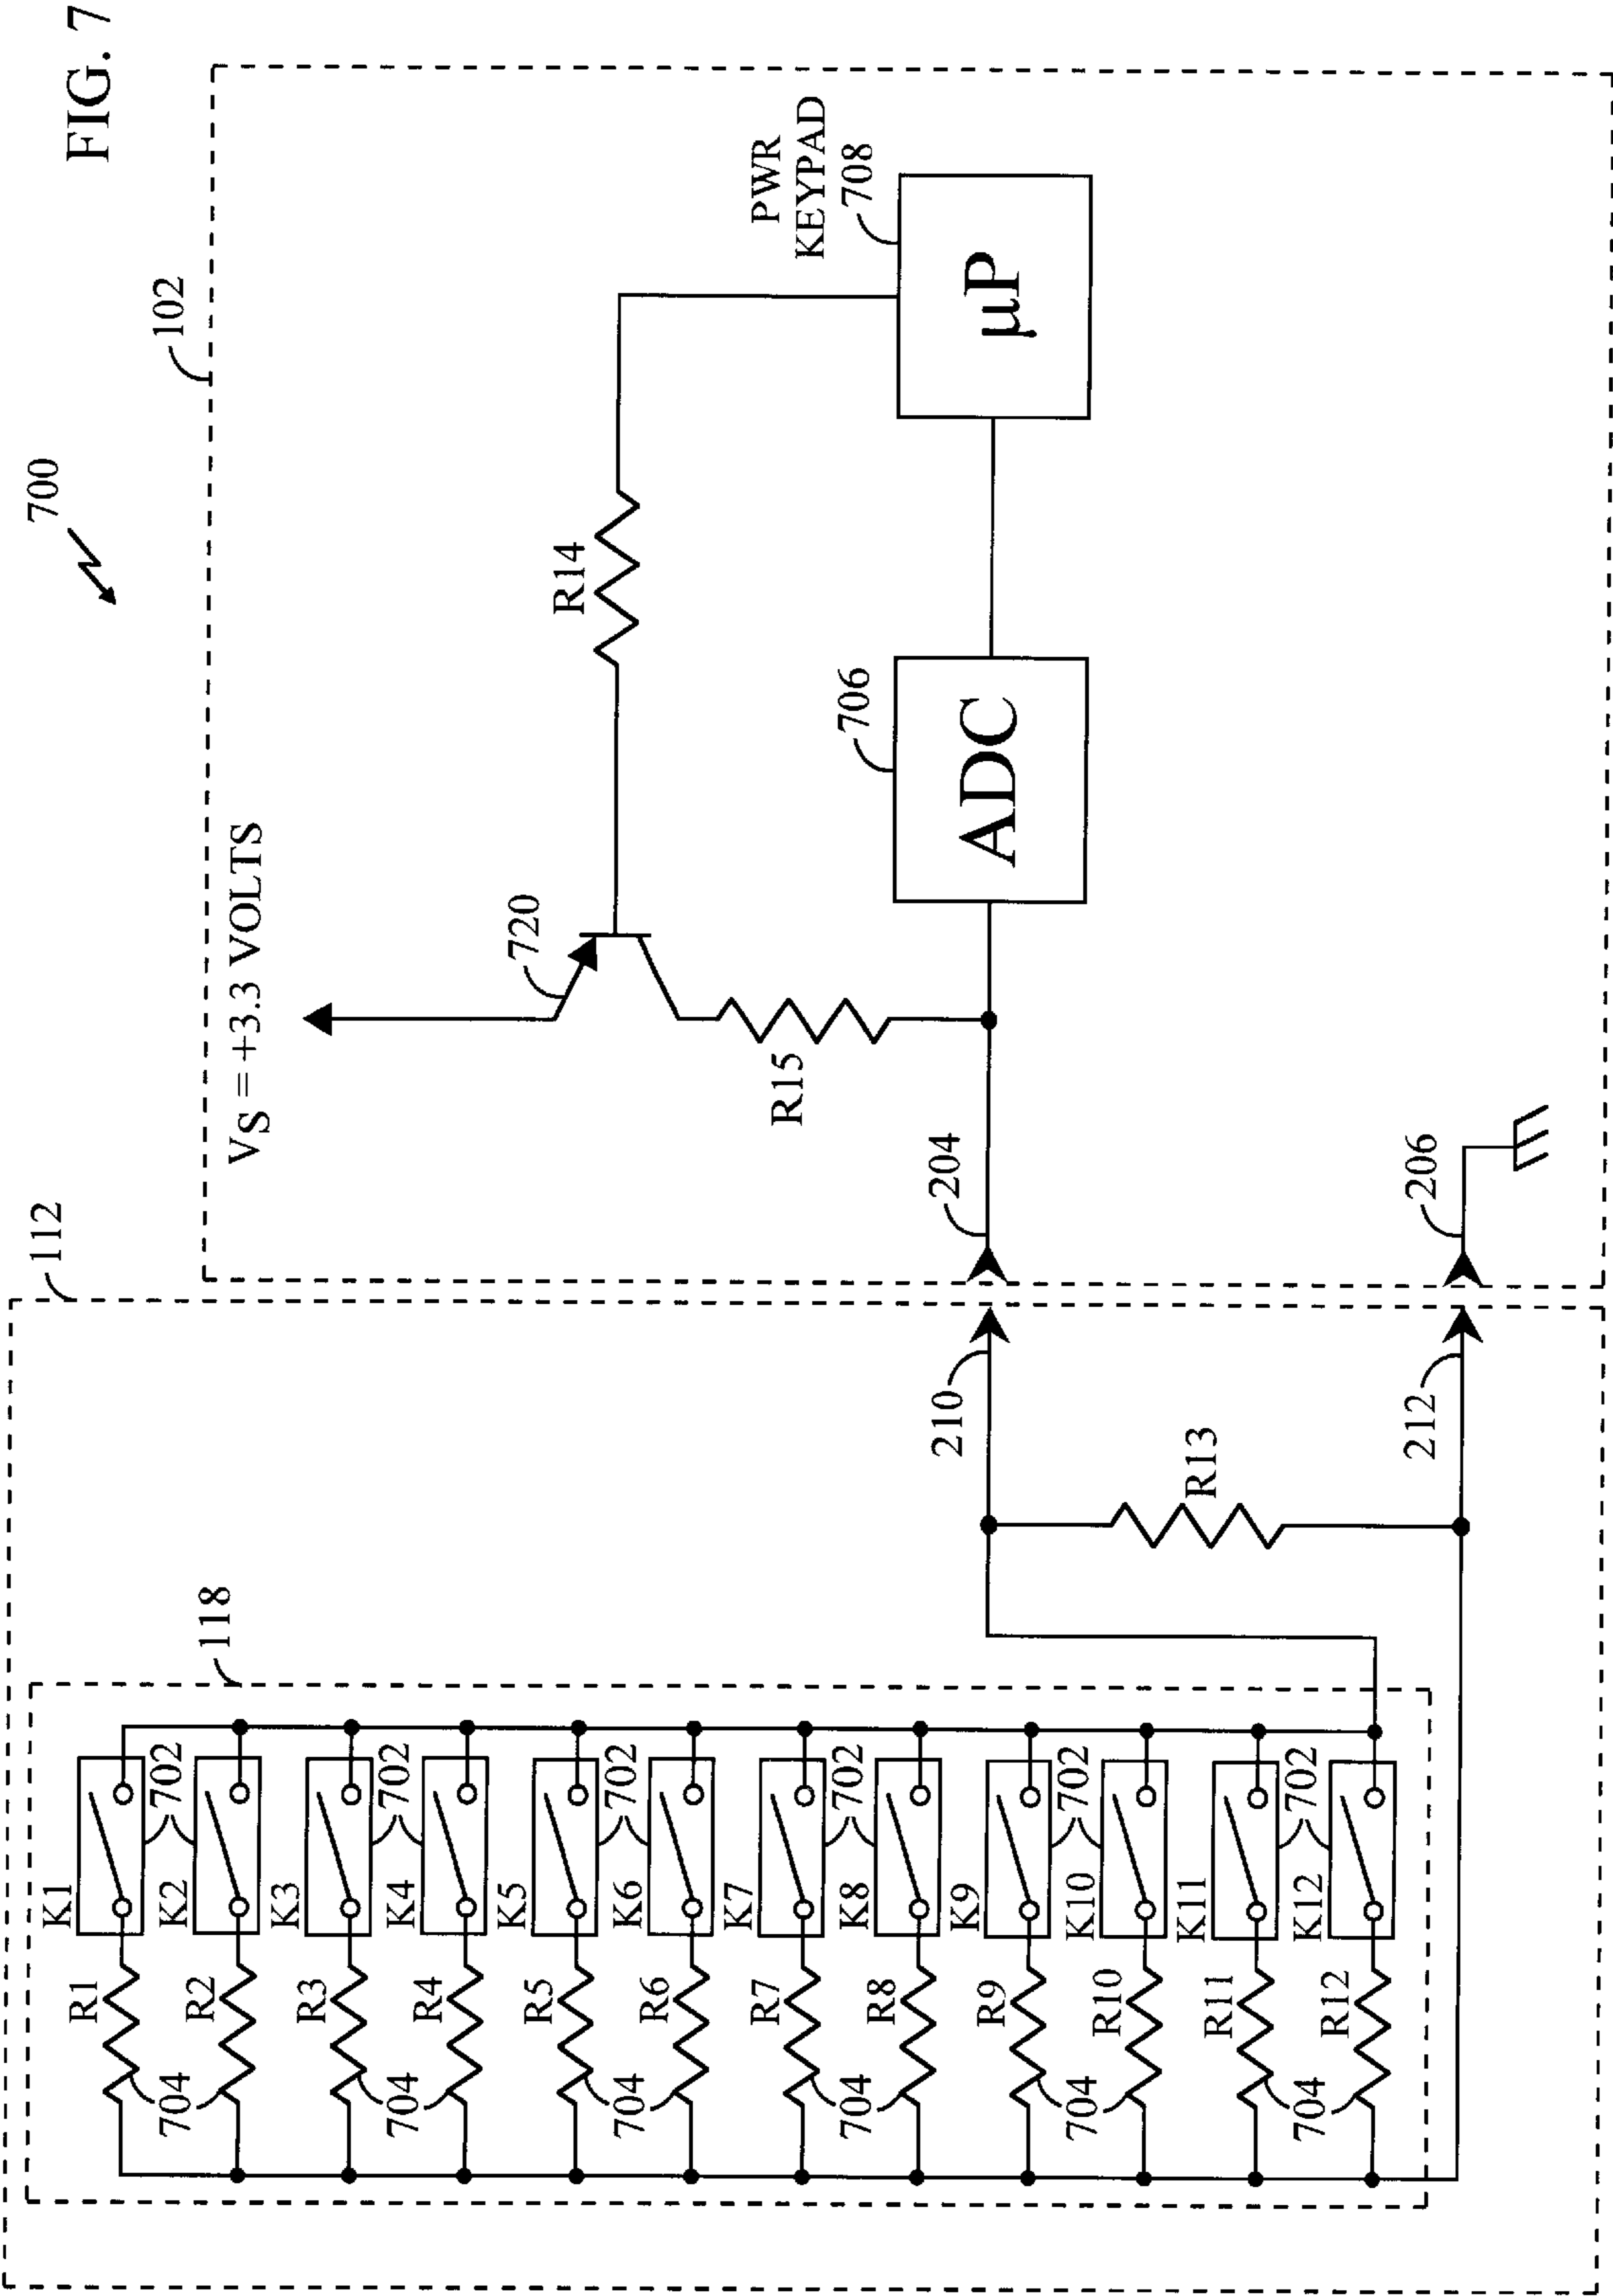 FIG. 7
700
102
112
118
V_S = +3.3 VOLTS
720
R14
PWR
KEYPAD
708
µP
706
ADC
R15
204
206
210
212
R13
K1
K2
K3
K4
K5
K6
K7
K8
K9
K10
K11
K12
702
702
702
702
702
702
R1
R2
R3
R4
R5
R6
R7
R8
R9
R10
R11
R12
704
704
704
704
704
704